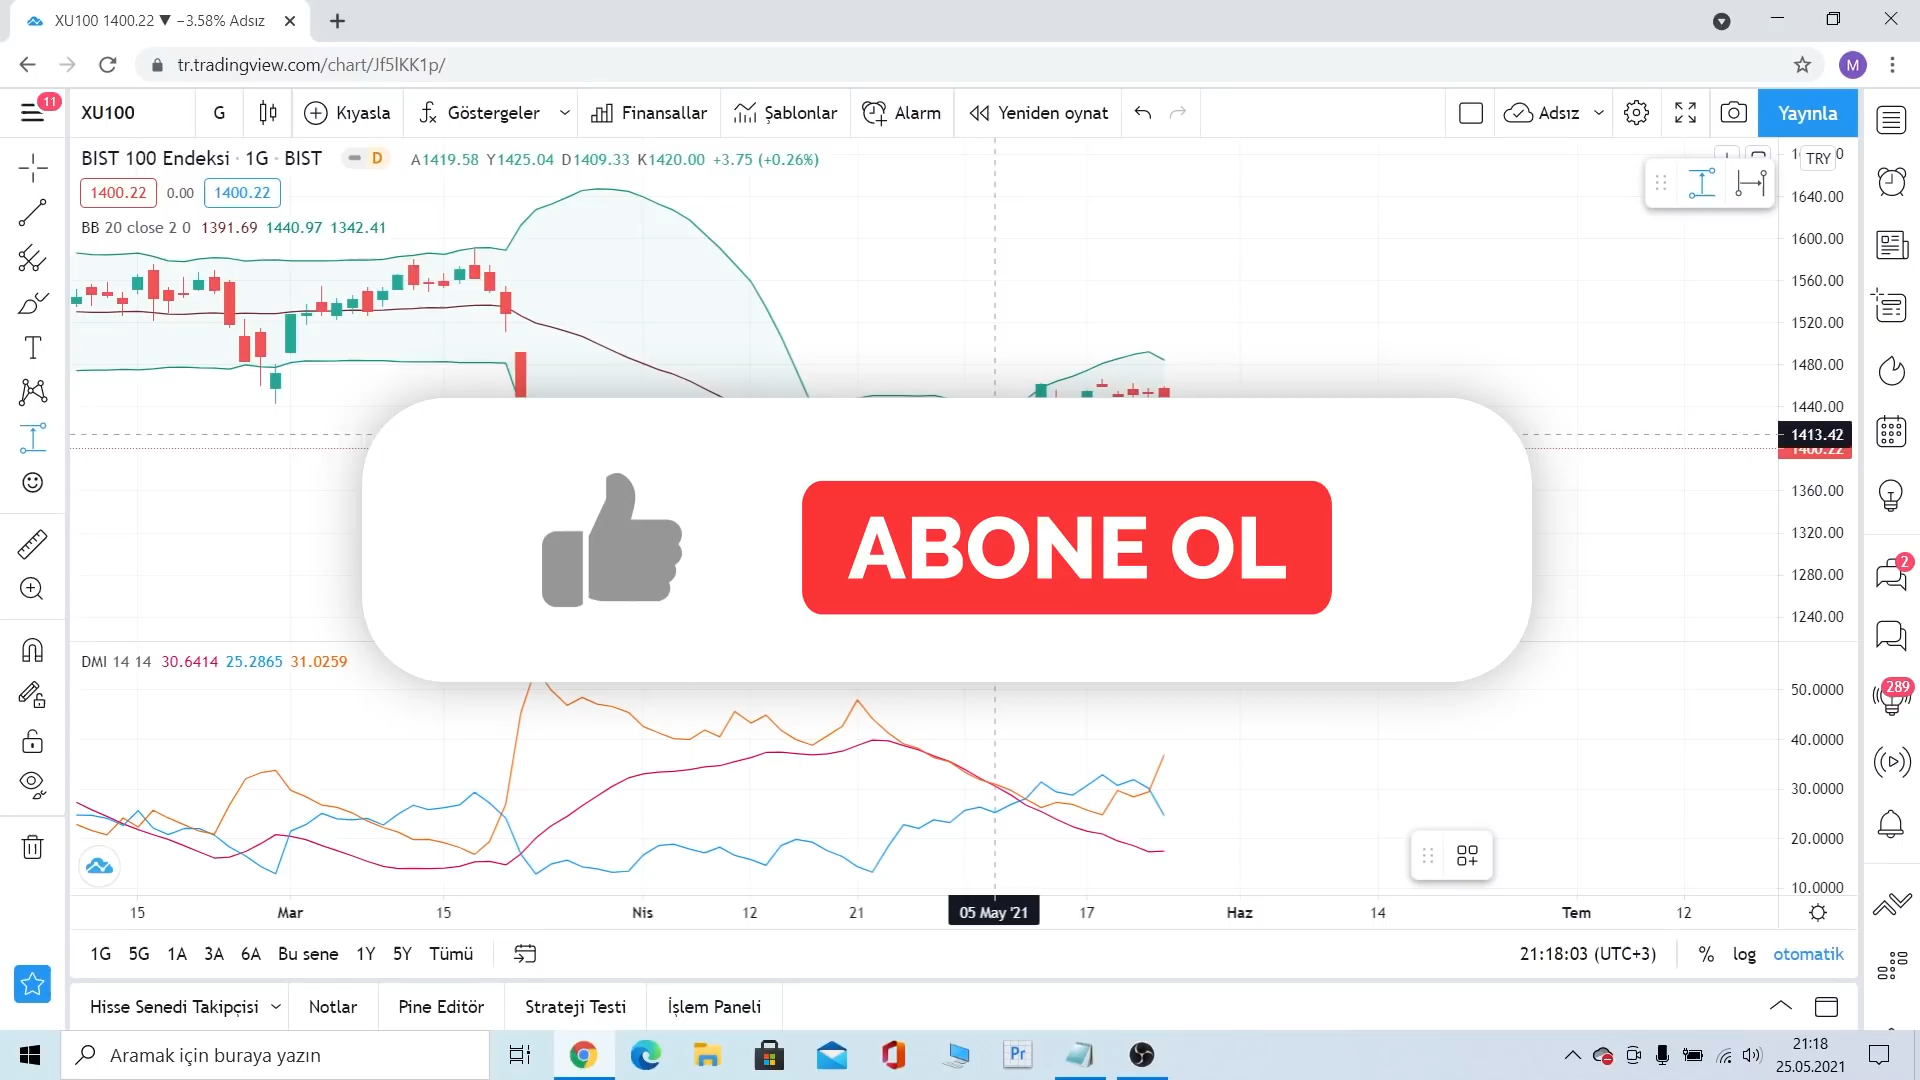 XU100 1400.22 ▼ −3.58% Adsız
tr.tradingview.com/chart/Jf5lKK1p/
M
11
XU100 G Kıyasla Göstergeler Finansallar Şablonlar Alarm Yeniden oynat Adsız Yayınla
BIST 100 Endeksi · 1G · BIST D A1419.58 Y1425.04 D1409.33 K1420.00 +3.75 (+0.26%)
TRY
1400.22 0.00 1400.22
BB 20 close 2 0 1391.69 1440.97 1342.41
1640.00
1600.00
1560.00
1520.00
1480.00
1440.00
1413.42
1400.22
1360.00
1320.00
1280.00
1240.00
ABONE OL
2
289
DMI 14 14 30.6414 25.2865 31.0259
50.0000
40.0000
30.0000
20.0000
10.0000
15 Mar 15 Nis 12 21 05 May '21 17 Haz 14 Tem 12
1G 5G 1A 3A 6A Bu sene 1Y 5Y Tümü 21:18:03 (UTC+3) % log otomatik
Hisse Senedi Takipçisi Notlar Pine Editör Strateji Testi İşlem Paneli
Aramak için buraya yazın
Pr
21:18
25.05.2021